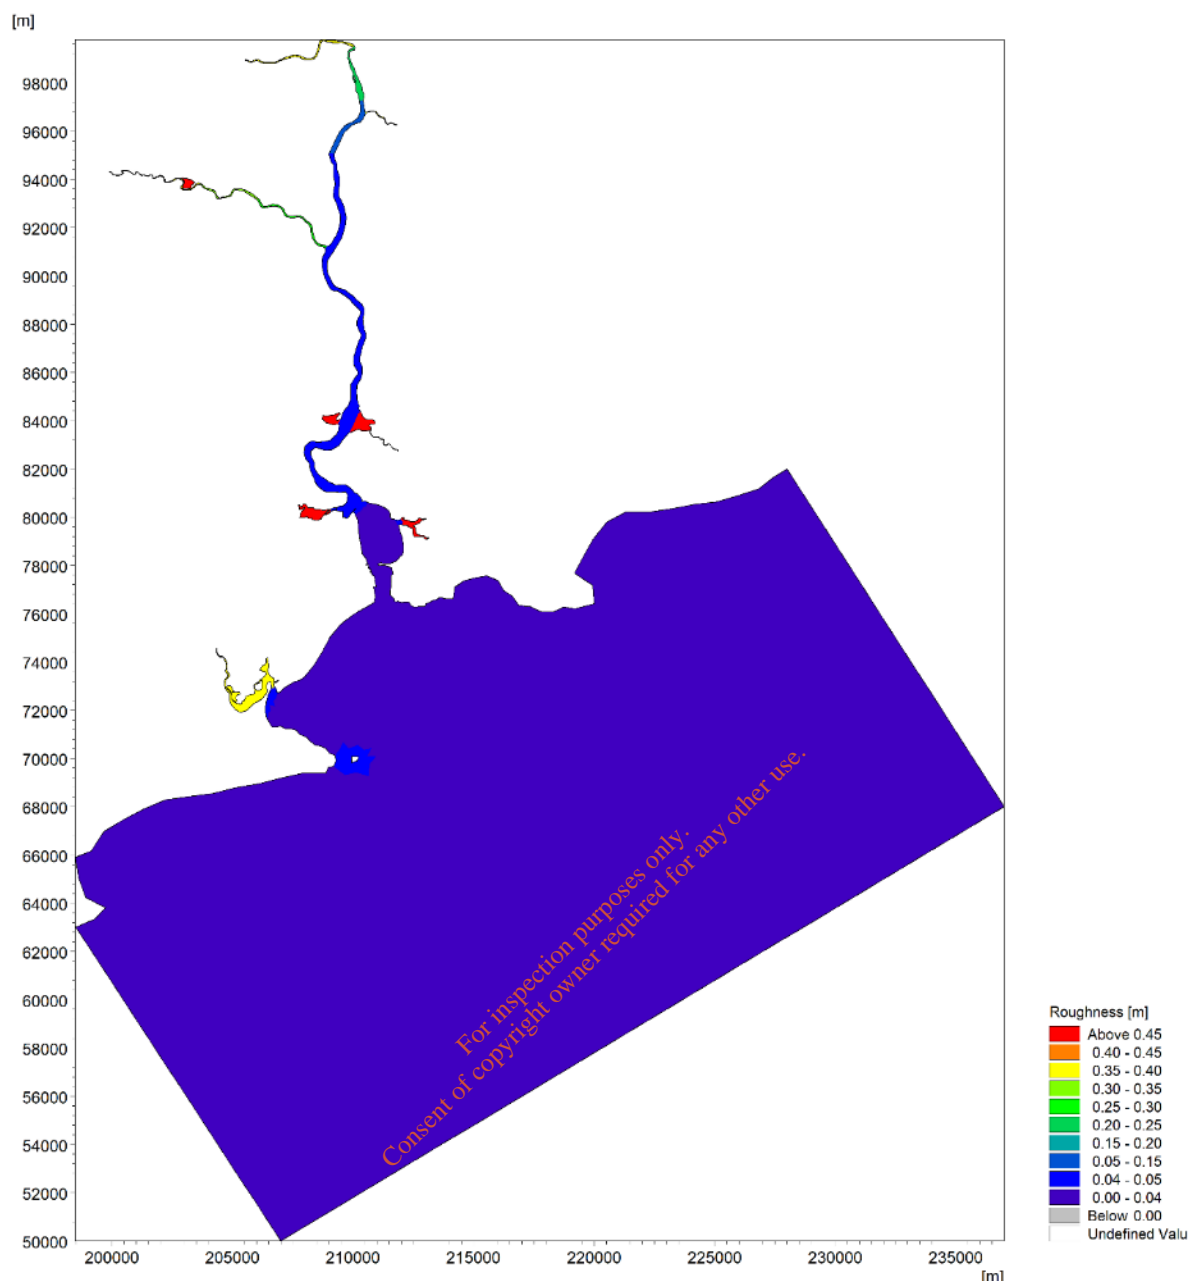 [m]
98000
96000
94000
92000
90000
88000
86000
84000
82000
80000
78000
76000
74000
72000
70000
68000
66000
64000
62000
60000
58000
56000
54000
52000
50000
200000 205000 210000 215000 220000 225000 230000 235000
[m]
For inspection purposes only.
Consent of copyright owner required for any other use.
Roughness [m]
Above 0.45
0.40 - 0.45
0.35 - 0.40
0.30 - 0.35
0.25 - 0.30
0.20 - 0.25
0.15 - 0.20
0.05 - 0.15
0.04 - 0.05
0.00 - 0.04
Below 0.00
Undefined Valu